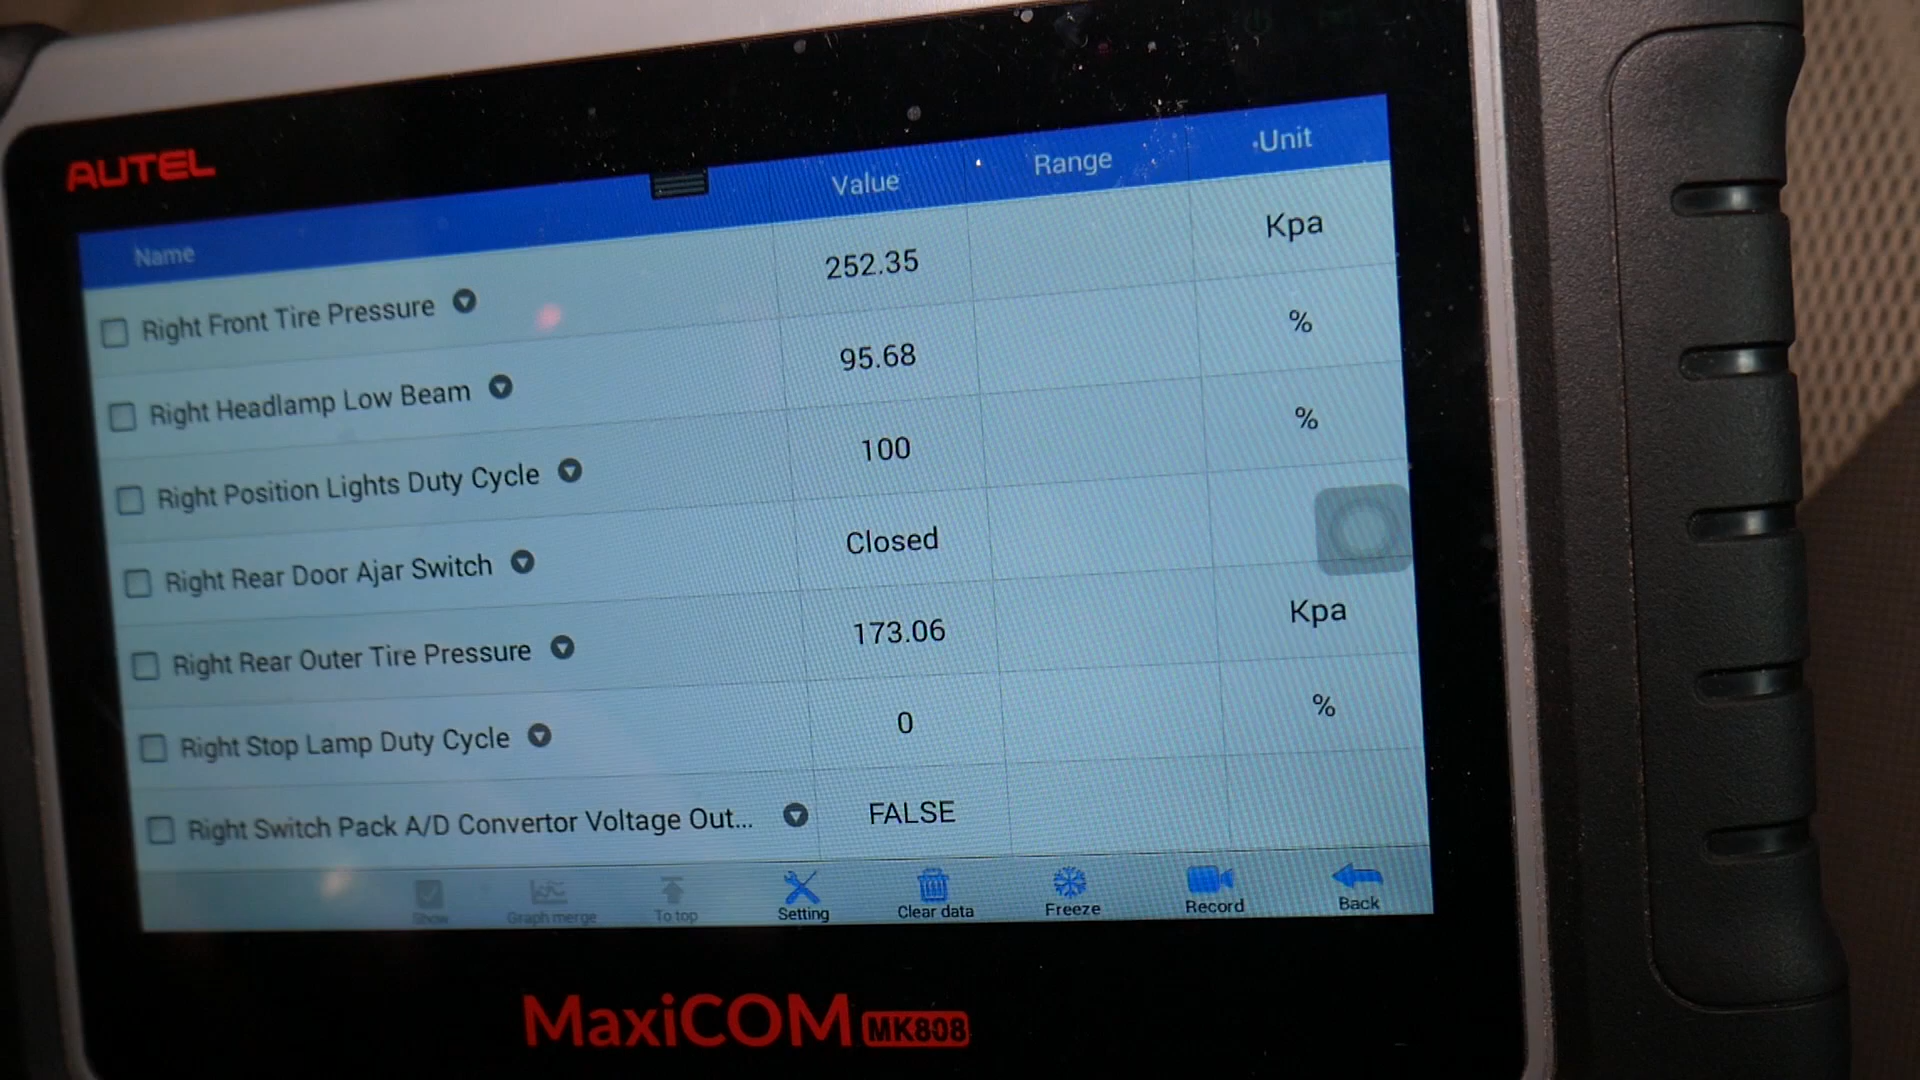 AUTEL
Name Value Range Unit
Right Front Tire Pressure 252.35 Kpa
Right Headlamp Low Beam 95.68 %
Right Position Lights Duty Cycle 100 %
Right Rear Door Ajar Switch Closed
Right Rear Outer Tire Pressure 173.06 Kpa
Right Stop Lamp Duty Cycle 0 %
Right Switch Pack A/D Convertor Voltage Out... FALSE
Show Graph merge To top Setting Clear data Freeze Record Back
MaxiCOM MK808